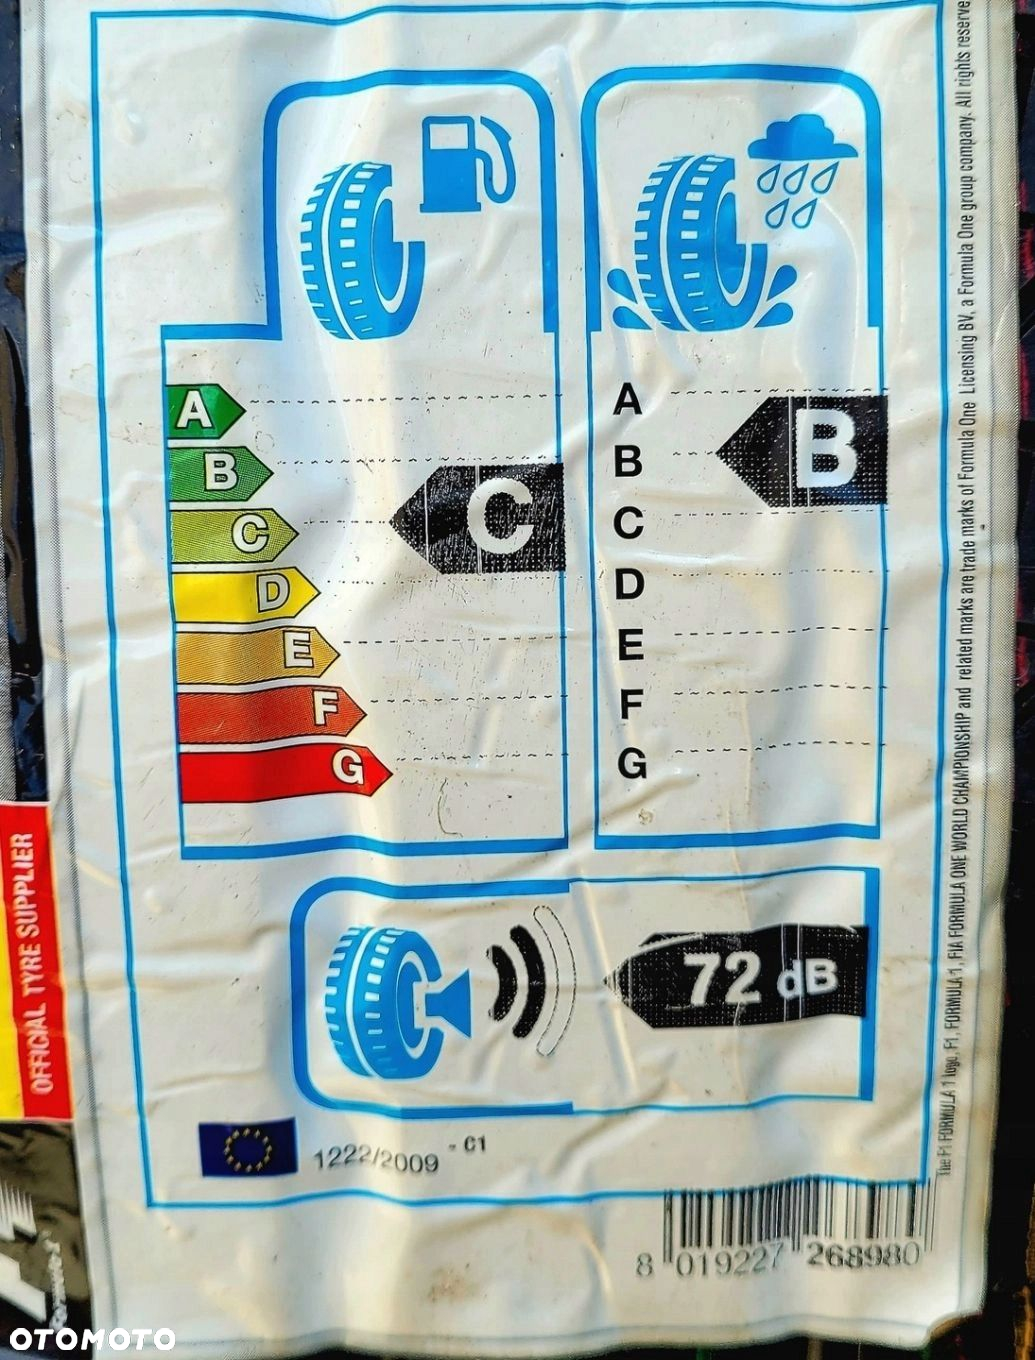 A
B
C
D
E
F
G
C
A
B
C
D
E
F
G
B
72 dB
1222/2009 - C1
8 019227 268980
OFFICIAL TYRE SUPPLIER
The F1 FORMULA 1 logo, F1, FORMULA 1, FIA FORMULA ONE WORLD CHAMPIONSHIP and related marks are trade marks of Formula One Licensing BV, a Formula One group company. All rights reserve
OTOMOTO